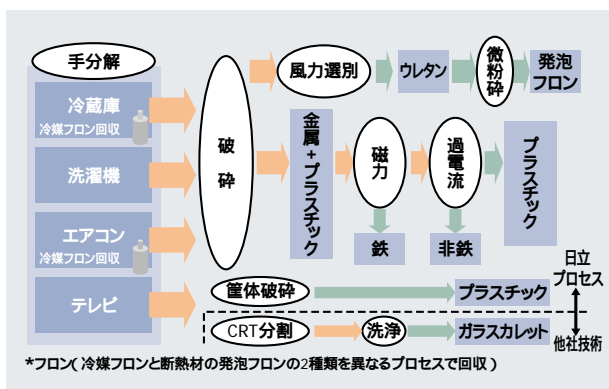 手分解
冷蔵庫
冷媒フロン回収
洗濯機
エアコン
冷媒フロン回収
テレビ
破砕
風力選別
ウレタン
微粉砕
発泡
フロン
金属+プラスチック
磁力
過電流
プラスチック
鉄
非鉄
筐体破砕
プラスチック
日立
プロセス
CRT分割
洗浄
ガラスカレット
他社技術
*フロン(冷媒フロンと断熱材の発泡フロンの2種類を異なるプロセスで回収)